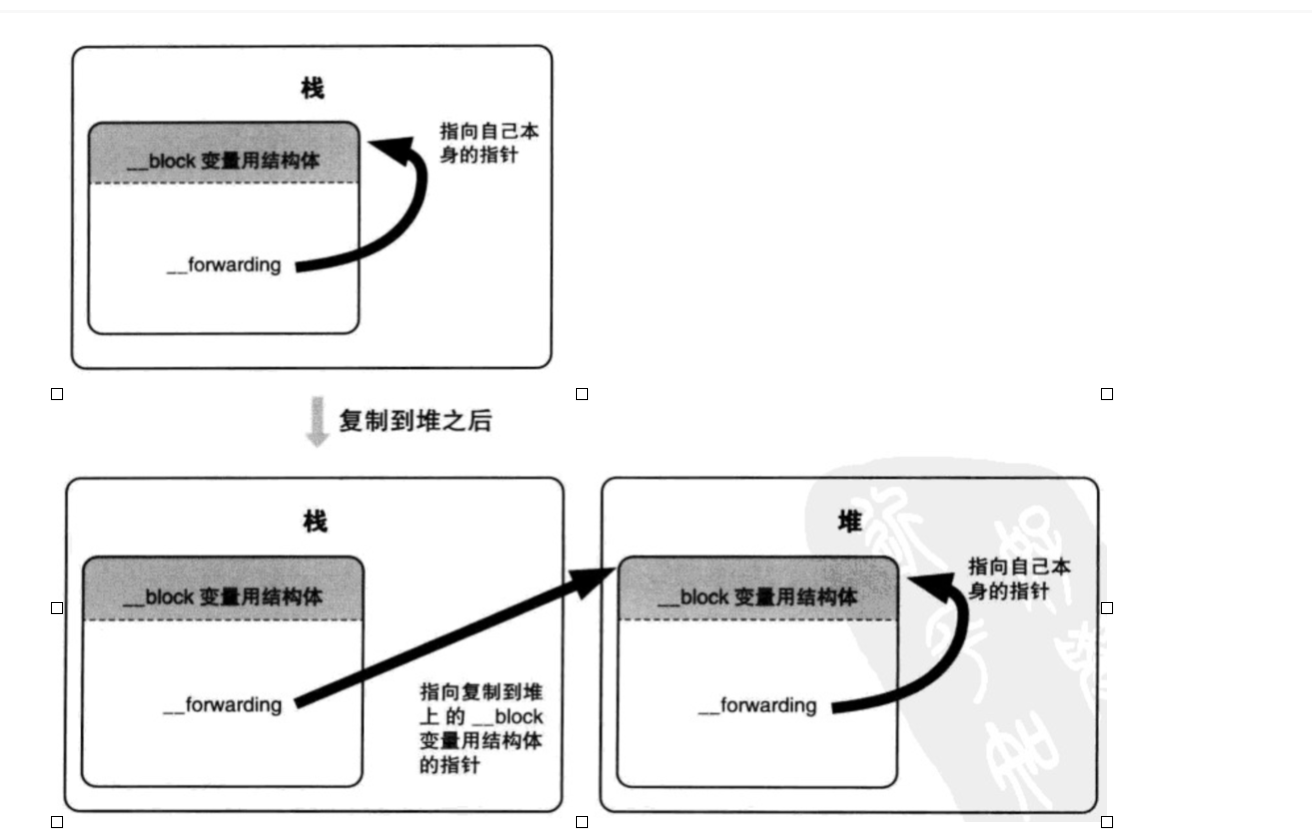 栈
__block 变量用结构体
指向自己本
身的指针
__forwarding
复制到堆之后
栈
__block 变量用结构体
__forwarding
指向复制到堆
上 的 __block
变量用结构体
的指针
堆
__block 变量用结构体
指向自己本
身的指针
__forwarding